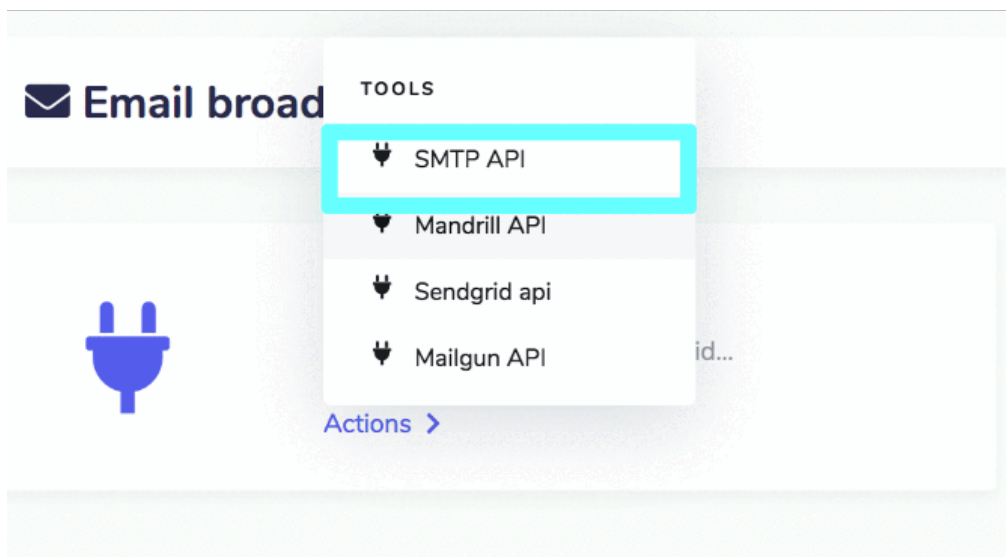 Email broad
TOOLS
SMTP API
Mandrill API
Sendgrid api
Mailgun API
id...
Actions